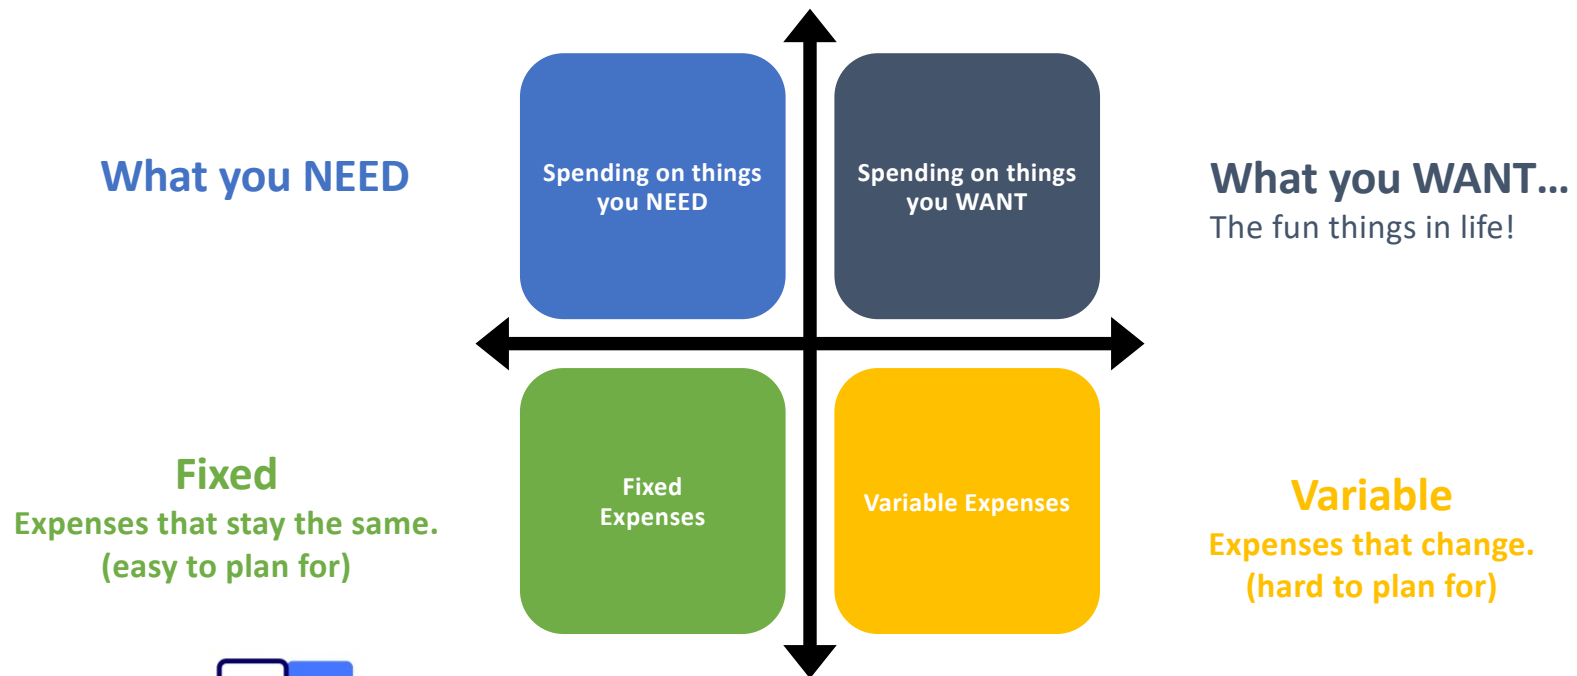 What you NEED
Spending on things
you NEED
Spending on things
you WANT
What you WANT...
The fun things in life!
Fixed
Expenses that stay the same.
(easy to plan for)
Fixed
Expenses
Variable Expenses
Variable
Expenses that change.
(hard to plan for)